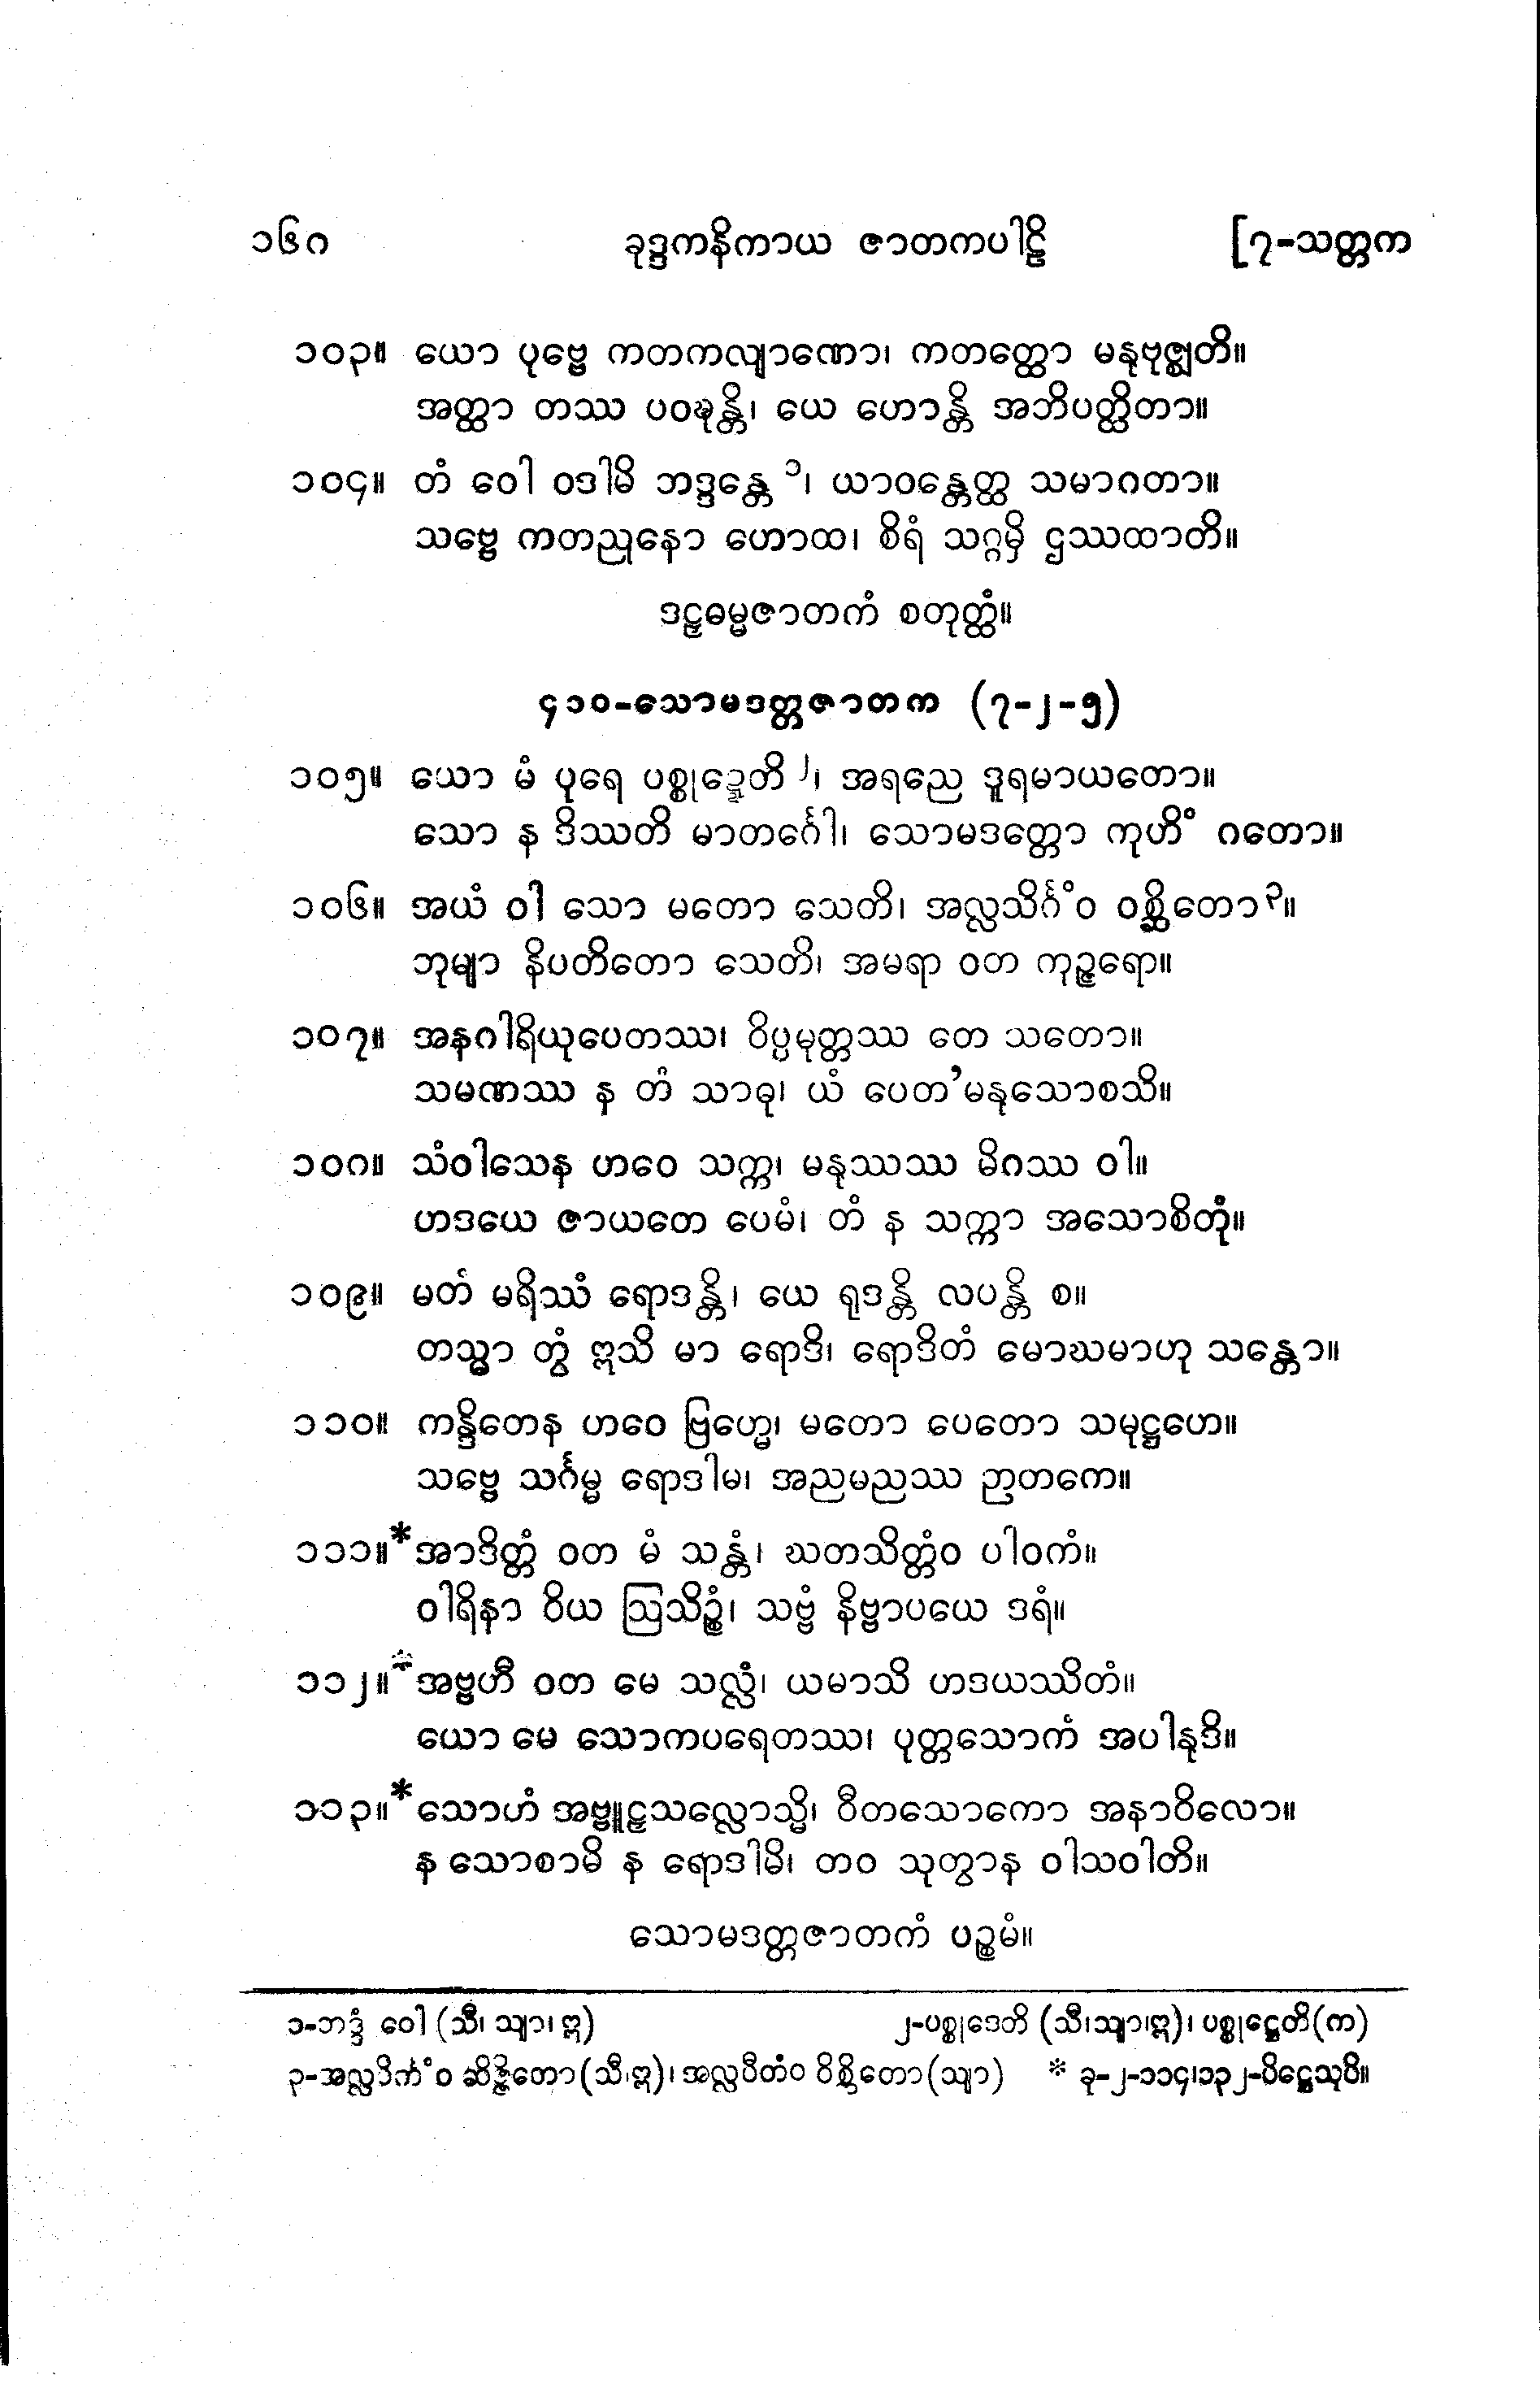 ၁၆ဂ ခုဒ္ဒကနိကာယ ဇာတကပါဠိ [၇-သတ္တက
၁၀၃။ ယော ပုဗ္ဗေ ကတကလျာဏော၊ ကတတ္ထော မနုဗုဇ္ဈတိ။
အတ္ထာ တဿ ပဝဍ္ဎန္တိ၊ ယေ ဟောန္တိ အဘိပတ္ထိတာ။
၁၀၄။ တံ ဝေါ ဝဒါမိ ဘဒ္ဒန္တေ ၁၊ ယာဝန္တေတ္ထ သမာဂတာ။
သဗ္ဗေ ကတညုနော ဟောထ၊ စိရံ သဂ္ဂမှိ ဌဿထာတိ။
ဒဠှဓမ္မဇာတကံ စတုတ္ထံ။
၄၁၀-သောမဒတ္တဇာတက (၇-၂-၅)
၁၀၅။ ယော မံ ပုရေ ပစ္စုဍ္ဍေတိ ၂၊ အရညေ ဒူရမာယတော။
သော န ဒိဿတိ မာတင်္ဂေါ၊ သောမဒတ္တော ကုဟိံ ဂတော။
၁၀၆။ အယံ ဝါ သော မတော သေတိ၊ အလ္လသိင်္ဂံဝ ဝစ္ဆိတော၃။
ဘုမျာ နိပတိတော သေတိ၊ အမရာ ဝတ ကုဉ္ဇရော။
၁၀၇။ အနဂါရိယုပေတဿ၊ ဝိပ္ပမုတ္တဿ တေ သတော။
သမဏဿ န တံ သာဓု၊ ယံ ပေတ’မနုသောစသိ။
၁၀ဂ။ သံဝါသေန ဟဝေ သက္က၊ မနုဿဿ မိဂဿ ဝါ။
ဟဒယေ ဇာယတေ ပေမံ၊ တံ န သက္ကာ အသောစိတုံ။
၁၀၉။ မတံ မရိဿံ ရောဒန္တိ၊ ယေ ရုဒန္တိ လပန္တိ စ။
တသ္မာ တွံ ဣသိ မာ ရောဒိ၊ ရောဒိတံ မောဃမာဟု သန္တော။
၁၁၀။ ကန္ဒိတေန ဟဝေ ဗြဟ္မေ၊ မတော ပေတော သမုဋ္ဌဟေ။
သဗ္ဗေ သင်္ဂမ္မ ရောဒါမ၊ အညမညဿ ဉာတကေ။
၁၁၁။*အာဒိတ္တံ ဝတ မံ သန္တံ၊ ဃတသိတ္တံဝ ပါဝကံ။
ဝါရိနာ ဝိယ ဩသိဉ္စံ၊ သဗ္ဗံ နိဗ္ဗာပယေ ဒရံ။
၁၁၂။*အဗ္ဗဟီ ဝတ မေ သလ္လံ၊ ယမာသိ ဟဒယဿိတံ။
ယော မေ သောကပရေတဿ၊ ပုတ္တသောကံ အပါနုဒိ။
၁၁၃။*သောဟံ အဗ္ဗူဠှသလ္လောသ္မိ၊ ဝီတသောကော အနာဝိလော။
န သောစာမိ န ရောဒါမိ၊ တဝ သုတွာန ဝါသဝါတိ။
သောမဒတ္တဇာတကံ ပဉ္စမံ။
၁-ဘဒ္ဒံ ဝေါ (သီ၊ သျာ၊ ဣ) ၂-ပစ္စုဒေတိ (သီ၊သျာ၊ဣ)၊ ပစ္စုဋ္ဌေတိ(က)
၃-အလ္လပိင်္ကံဝ ဆိဇ္ဇိတော(သီ၊ဣ)၊ အလ္လပီတံဝ ဝိစ္ဆိတော(သျာ) * ခု-၂-၁၁၄၊၁၃၂-ပိဋ္ဌေသုပိ။